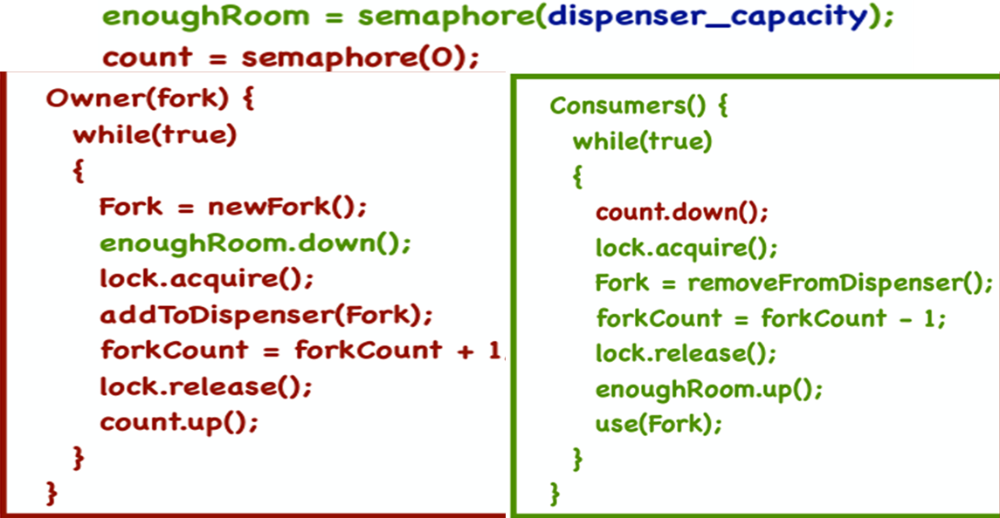 enoughRoom = semaphore(dispenser_capacity);
count = semaphore(0);
Owner(fork) {
while(true)
{
Fork = newFork();
enoughRoom.down();
lock.acquire();
addToDispenser(Fork);
forkCount = forkCount + 1
lock.release();
count.up();
}
}
Consumers() {
while(true)
{
count.down();
lock.acquire();
Fork = removeFromDispenser();
forkCount = forkCount - 1;
lock.release();
enoughRoom.up();
use(Fork);
}
}